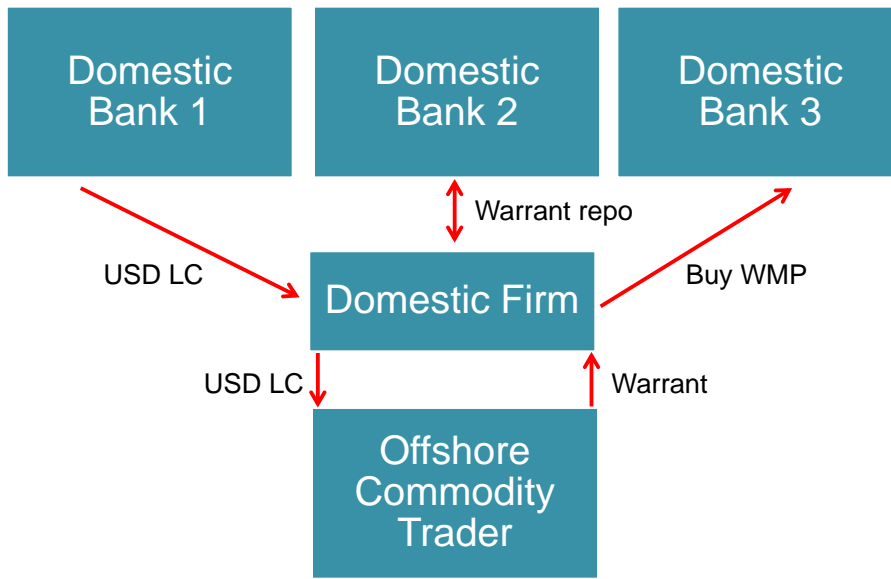 Domestic
Bank 1
Domestic
Bank 2
Domestic
Bank 3
Warrant repo
USD LC
Buy WMP
Domestic Firm
USD LC
Warrant
Offshore
Commodity
Trader